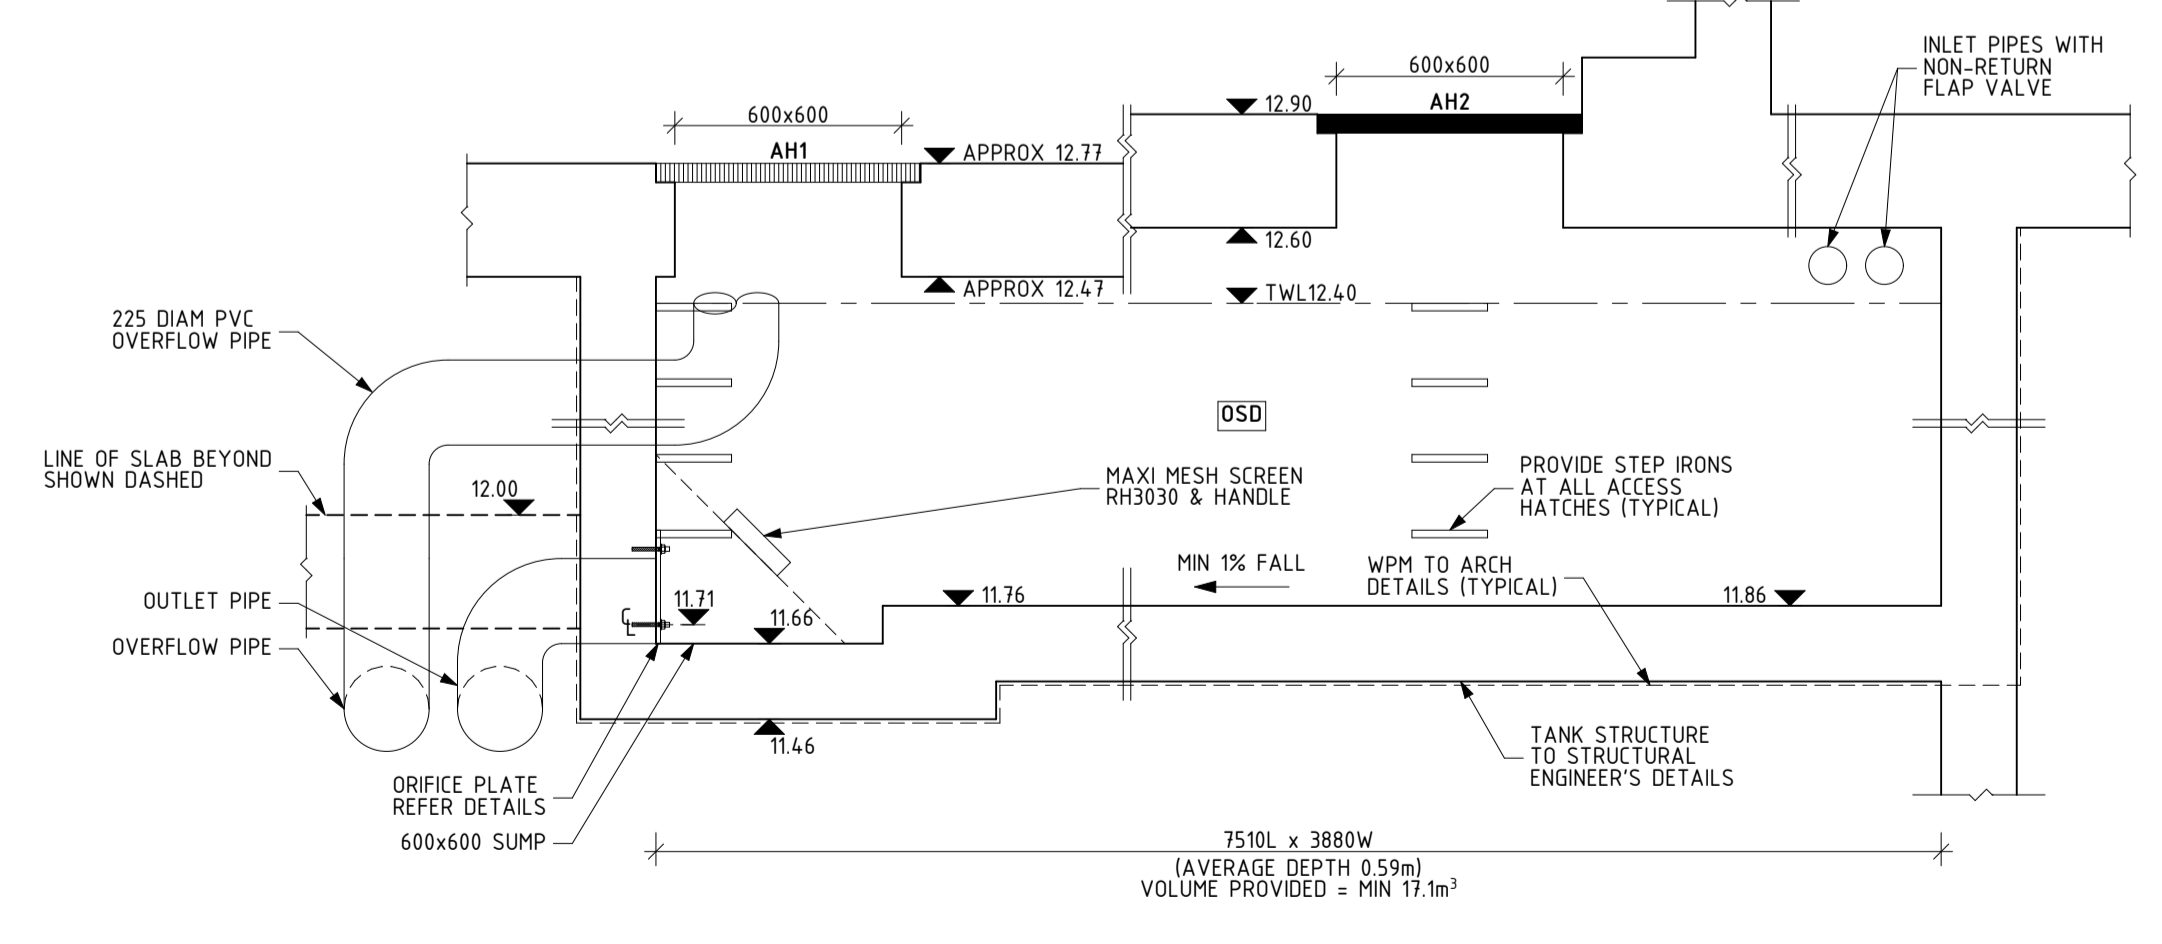 INLET PIPES WITH
NON-RETURN
FLAP VALVE
600x600
AH2
12.90
600x600
AH1
APPROX 12.77
12.60
APPROX 12.47
TWL12.40
225 DIAM PVC
OVERFLOW PIPE
OSD
LINE OF SLAB BEYOND
SHOWN DASHED
12.00
MAXI MESH SCREEN
RH3030 & HANDLE
PROVIDE STEP IRONS
AT ALL ACCESS
HATCHES (TYPICAL)
MIN 1% FALL
WPM TO ARCH
DETAILS (TYPICAL)
OUTLET PIPE
OVERFLOW PIPE
CL
11.71
11.66
11.76
11.86
11.46
TANK STRUCTURE
TO STRUCTURAL
ENGINEER'S DETAILS
ORIFICE PLATE
REFER DETAILS
600x600 SUMP
7510L x 3880W
(AVERAGE DEPTH 0.59m)
VOLUME PROVIDED = MIN 17.1m³